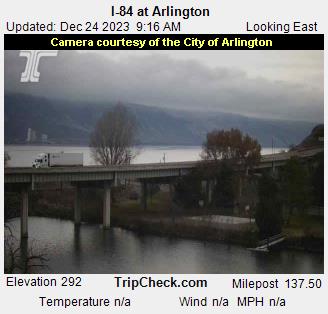 I-84 at Arlington
Updated: Dec 24 2023 9:16 AM Looking East
Camera courtesy of the City of Arlington
Elevation 292 TripCheck.com Milepost 137.50
Temperature n/a Wind n/a MPH n/a